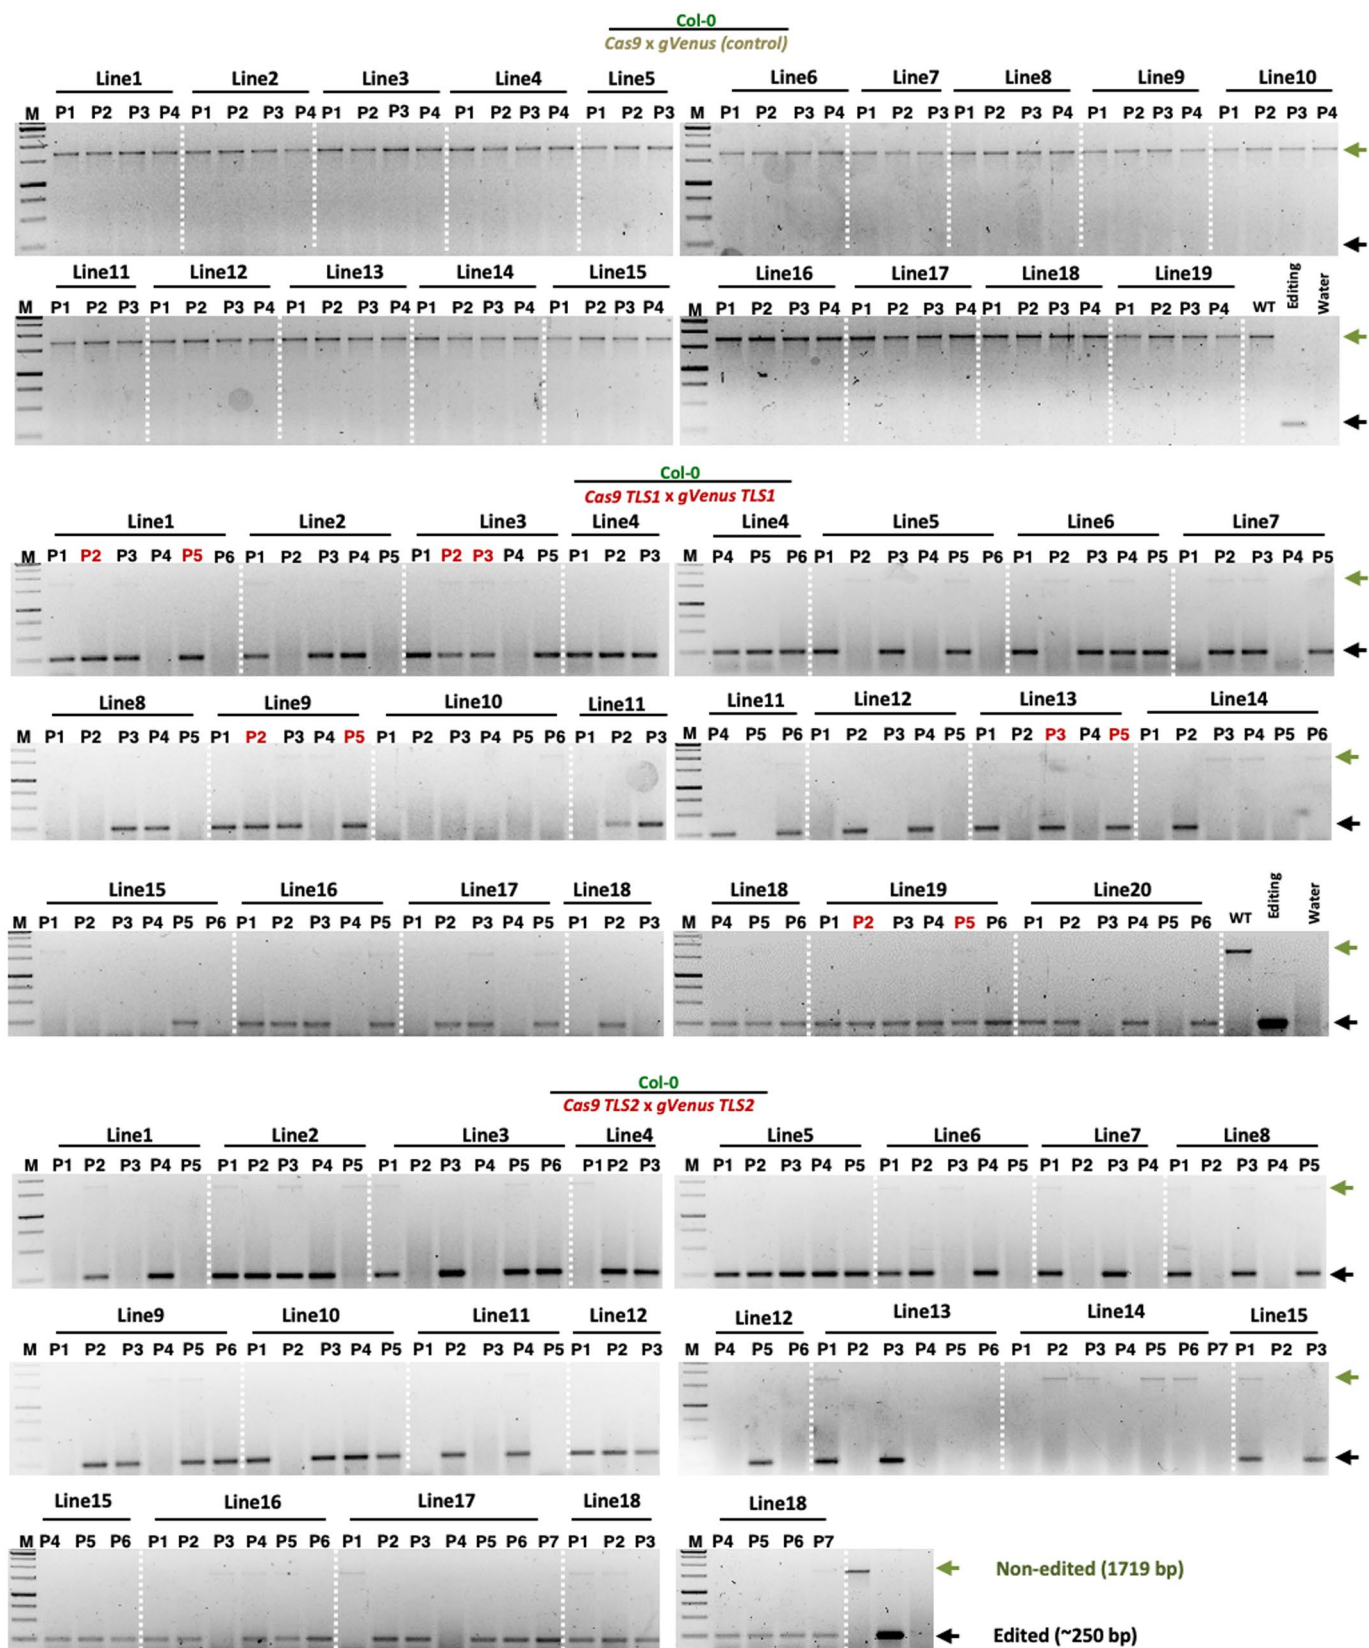 Col-0
Cas9 x gVenus (control)
Line1 Line2 Line3 Line4 Line5 Line6 Line7 Line8 Line9 Line10
M P1 P2 P3 P4 P1 P2 P3 P4 P1 P2 P3 P4 P1 P2 P3 P4 P1 P2 P3 M P1 P2 P3 P4 P1 P2 P3 P1 P2 P3 P4 P1 P2 P3 P4 P1 P2 P3 P4
Line11 Line12 Line13 Line14 Line15 Line16 Line17 Line18 Line19
M P1 P2 P3 P1 P2 P3 P4 P1 P2 P3 P4 P1 P2 P3 P4 P1 P2 P3 P4 M P1 P2 P3 P4 P1 P2 P3 P4 P1 P2 P3 P4 P1 P2 P3 P4 WT Editing Water
Col-0
Cas9 TLS1 x gVenus TLS1
Line1 Line2 Line3 Line4 Line4 Line5 Line6 Line7
M P1 P2 P3 P4 P5 P6 P1 P2 P3 P4 P5 P1 P2 P3 P4 P5 P1 P2 P3 M P4 P5 P6 P1 P2 P3 P4 P5 P6 P1 P2 P3 P4 P5 P1 P2 P3 P4 P5
Line8 Line9 Line10 Line11 Line11 Line12 Line13 Line14
M P1 P2 P3 P4 P5 P1 P2 P3 P4 P5 P1 P2 P3 P4 P5 P6 P1 P2 P3 M P4 P5 P6 P1 P2 P3 P4 P5 P1 P2 P3 P4 P5 P1 P2 P3 P4 P5 P6
Line15 Line16 Line17 Line18 Line18 Line19 Line20
M P1 P2 P3 P4 P5 P6 P1 P2 P3 P4 P5 P1 P2 P3 P4 P5 P1 P2 P3 M P4 P5 P6 P1 P2 P3 P4 P5 P6 P1 P2 P3 P4 P5 P6 WT Editing Water
Col-0
Cas9 TLS2 x gVenus TLS2
Line1 Line2 Line3 Line4 Line5 Line6 Line7 Line8
M P1 P2 P3 P4 P5 P1 P2 P3 P4 P5 P1 P2 P3 P4 P5 P6 P1 P2 P3 M P1 P2 P3 P4 P5 P1 P2 P3 P4 P5 P1 P2 P3 P4 P1 P2 P3 P4 P5
Line9 Line10 Line11 Line12 Line12 Line13 Line14 Line15
M P1 P2 P3 P4 P5 P6 P1 P2 P3 P4 P5 P1 P2 P3 P4 P5 P1 P2 P3 M P4 P5 P6 P1 P2 P3 P4 P5 P6 P1 P2 P3 P4 P5 P6 P7 P1 P2 P3
Line15 Line16 Line17 Line18 Line18
M P4 P5 P6 P1 P2 P3 P4 P5 P6 P1 P2 P3 P4 P5 P6 P7 P1 P2 P3 M P4 P5 P6 P7
Non-edited (1719 bp)
Edited (~250 bp)